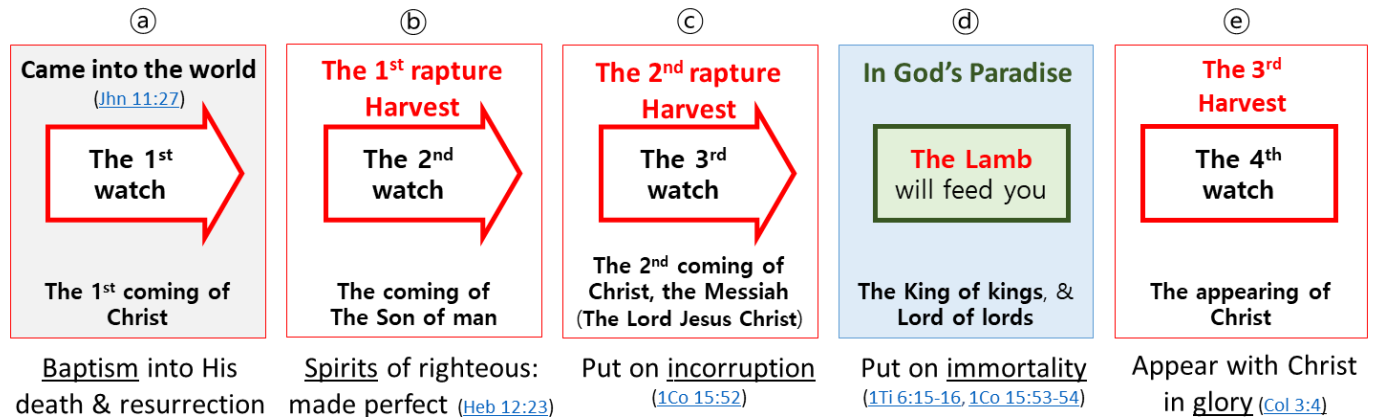 ⓐ
Came into the world
(Jhn 11:27)
The 1st
watch
The 1st coming of
Christ
Baptism into His
death & resurrection
ⓑ
The 1st rapture
Harvest
The 2nd
watch
The coming of
The Son of man
Spirits of righteous:
made perfect (Heb 12:23)
ⓒ
The 2nd rapture
Harvest
The 3rd
watch
The 2nd coming of
Christ, the Messiah
(The Lord Jesus Christ)
Put on incorruption
(1Co 15:52)
ⓓ
In God's Paradise
The Lamb
will feed you
The King of kings, &
Lord of lords
Put on immortality
(1Ti 6:15-16, 1Co 15:53-54)
ⓔ
The 3rd
Harvest
The 4th
watch
The appearing of
Christ
Appear with Christ
in glory (Col 3:4)